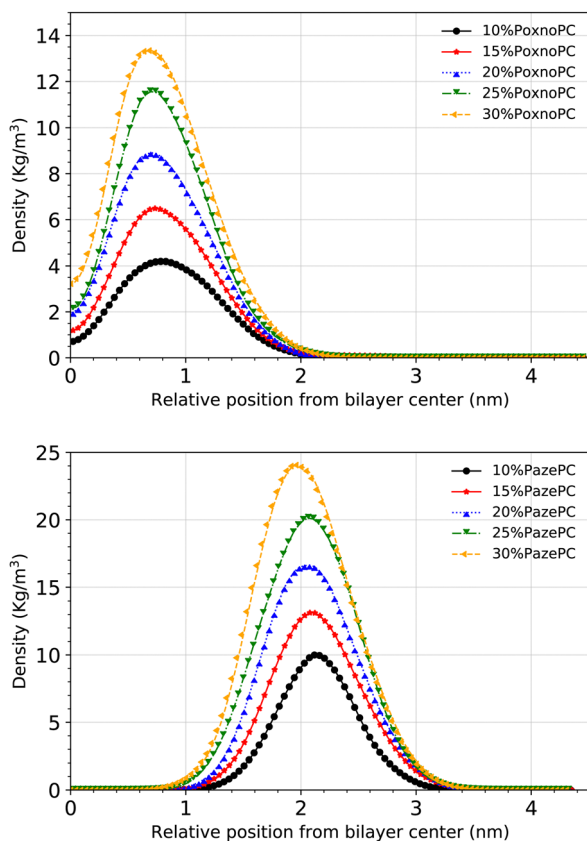 14
12
10
8
6
4
2
0
Density (Kg/m³)
10%PoxnoPC
15%PoxnoPC
20%PoxnoPC
25%PoxnoPC
30%PoxnoPC
0 1 2 3 4
Relative position from bilayer center (nm)
25
20
15
10
5
0
Density (Kg/m³)
10%PazePC
15%PazePC
20%PazePC
25%PazePC
30%PazePC
0 1 2 3 4
Relative position from bilayer center (nm)